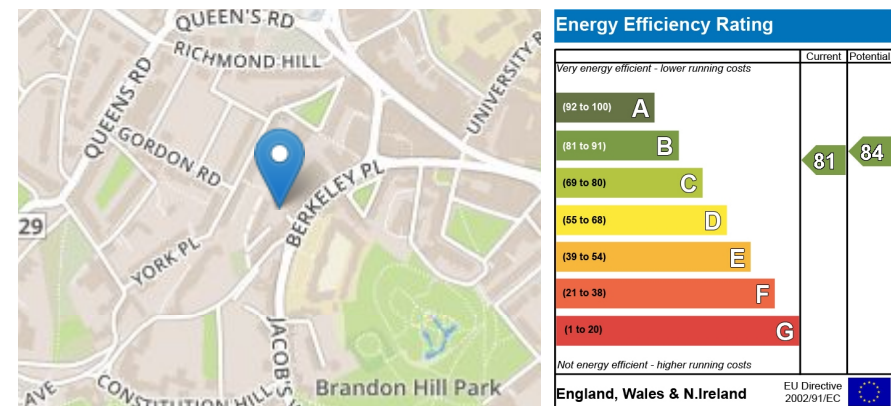 QUEEN'S RD
RICHMOND HILL
QUEENS RD
UNIVERSITY R
GORDON RD
BERKELEY PL
29
YORK PL
JACOB'S
AVE
CONSTITUTION HILL
Brandon Hill Park
Energy Efficiency Rating
Current Potential
Very energy efficient - lower running costs
(92 to 100) A
(81 to 91) B
81 84
(69 to 80) C
(55 to 68) D
(39 to 54) E
(21 to 38) F
(1 to 20) G
Not energy efficient - higher running costs
England, Wales & N.Ireland
EU Directive
2002/91/EC